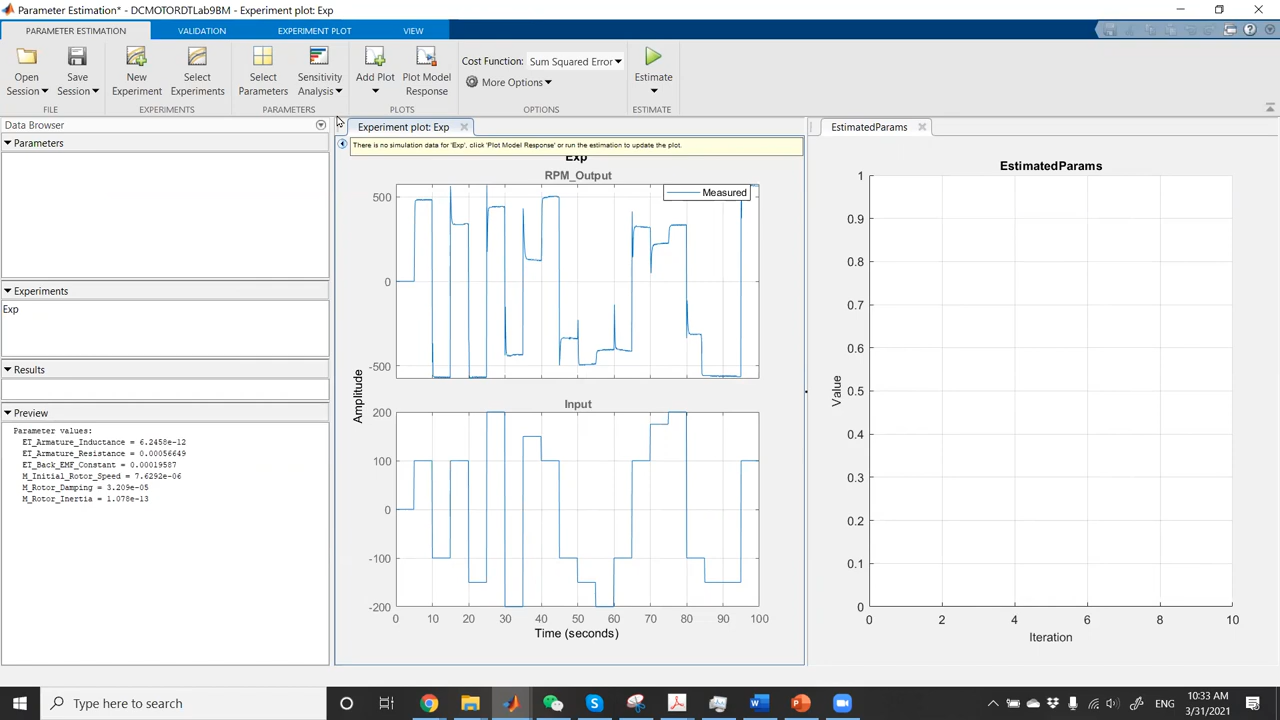 Parameter Estimation* - DCMOTORDTLab9BM - Experiment plot: Exp
PARAMETER ESTIMATION VALIDATION EXPERIMENT PLOT VIEW
Open Session
Save Session
New Experiment
Select Experiments
Select Parameters
Sensitivity Analysis
Add Plot
Plot Model Response
Cost Function: Sum Squared Error
More Options
Estimate
FILE EXPERIMENTS PARAMETERS PLOTS OPTIONS ESTIMATE
Data Browser
Parameters
Experiments
Exp
Results
Preview
Parameter values:
ET_Armature_Inductance = 6.2458e-12
ET_Armature_Resistance = 0.00056649
ET_Back_EMF_Constant = 0.00019587
M_Initial_Rotor_Speed = 7.6292e-06
M_Rotor_Damping = 3.209e-05
M_Rotor_Inertia = 1.078e-13
Experiment plot: Exp
There is no simulation data for 'Exp', click 'Plot Model Response' or run the estimation to update the plot.
Exp
RPM_Output
Measured
500
0
-500
Amplitude
Input
200
100
0
-100
-200
0 10 20 30 40 50 60 70 80 90 100
Time (seconds)
EstimatedParams
EstimatedParams
1
0.9
0.8
0.7
0.6
0.5
0.4
0.3
0.2
0.1
0
Value
0 2 4 6 8 10
Iteration
Type here to search
ENG
10:33 AM
3/31/2021